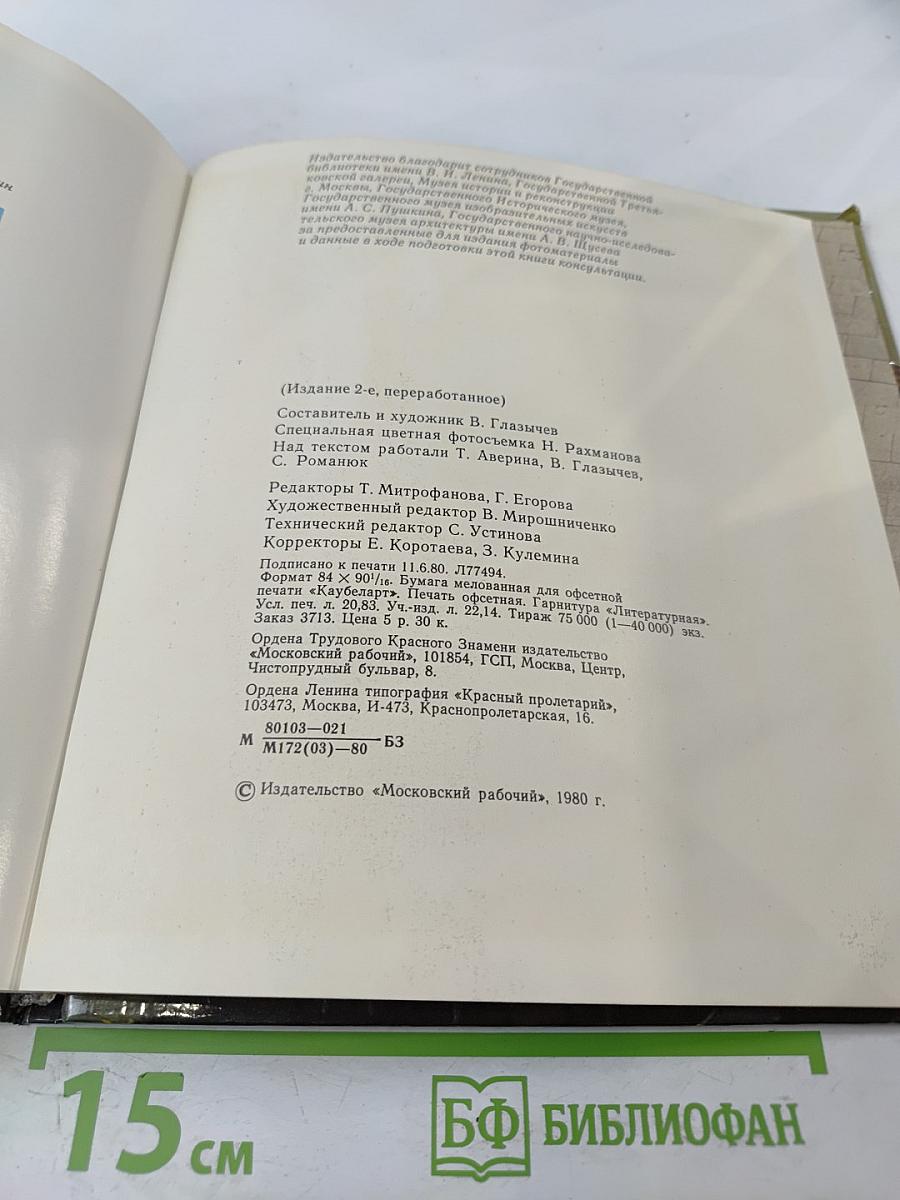 ин
Издательство благодарит сотрудников Государственной
библиотеки имени В. И. Ленина, Государственной Третья-
ковской галереи, Музея истории и реконструкции
г. Москвы, Государственного Исторического музея,
Государственного музея изобразительных искусств
имени А. С. Пушкина, Государственного научно-исследова-
тельского музея архитектуры имени А. В. Щусева
за предоставленные для издания фотоматериалы
и данные в ходе подготовки этой книги консультации.
(Издание 2-е, переработанное)
Составитель и художник В. Глазычев
Специальная цветная фотосъемка Н. Рахманова
Над текстом работали Т. Аверина, В. Глазычев,
С. Романюк
Редакторы Т. Митрофанова, Г. Егорова
Художественный редактор В. Мирошниченко
Технический редактор С. Устинова
Корректоры Е. Коротаева, З. Кулемина
Подписано к печати 11.6.80. Л77494.
Формат 84 × 90¹/₁₆. Бумага мелованная для офсетной
печати «Каубеларт». Печать офсетная. Гарнитура «Литературная».
Усл. печ. л. 20,83. Уч.-изд. л. 22,14. Тираж 75 000 (1—40 000) экз.
Заказ 3713. Цена 5 р. 30 к.
Ордена Трудового Красного Знамени издательство
«Московский рабочий», 101854, ГСП, Москва, Центр,
Чистопрудный бульвар, 8.
Ордена Ленина типография «Красный пролетарий»,
103473, Москва, И-473, Краснопролетарская, 16.
80103—021
М ――― БЗ
М172(03)—80
© Издательство «Московский рабочий», 1980 г.
15 см
БФ БИБЛИОФАН